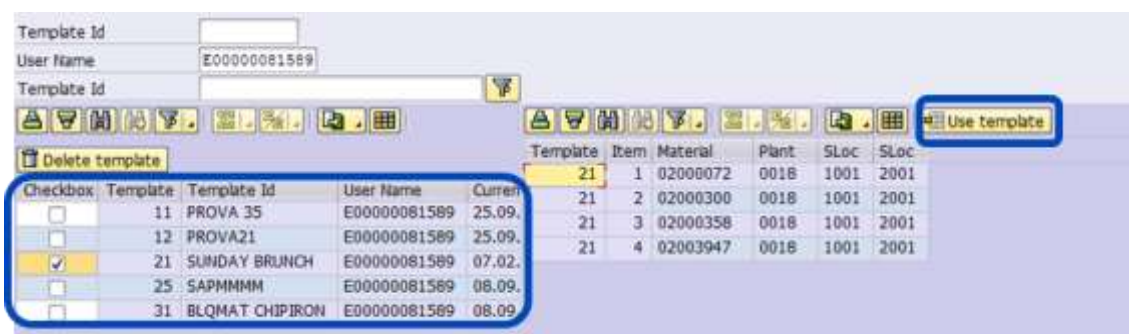 Template Id
User Name E00000081589
Template Id
Use template
Delete template
Checkbox Template Template Id User Name Curren
11 PROVA 35 E00000081589 25.09.
12 PROVA21 E00000081589 25.09.
21 SUNDAY BRUNCH E00000081589 07.02.
25 SAPMMMM E00000081589 08.09.
31 BLQMAT CHIPIRON E00000081589 08.09
Template Item Material Plant SLoc SLoc
21 1 02000072 0018 1001 2001
21 2 02000300 0018 1001 2001
21 3 02000358 0018 1001 2001
21 4 02003947 0018 1001 2001